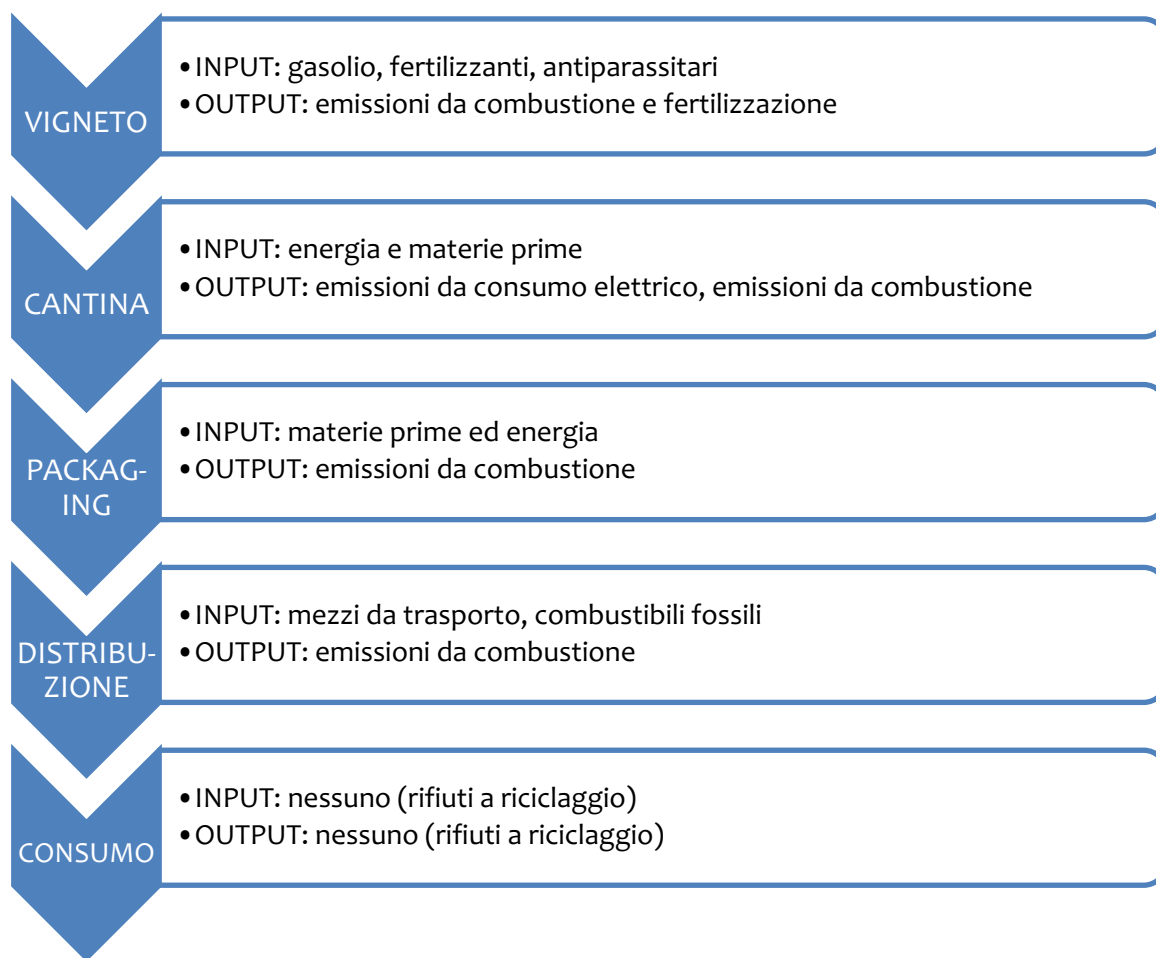 VIGNETO
•INPUT: gasolio, fertilizzanti, antiparassitari
•OUTPUT: emissioni da combustione e fertilizzazione
CANTINA
•INPUT: energia e materie prime
•OUTPUT: emissioni da consumo elettrico, emissioni da combustione
PACKAG-
ING
•INPUT: materie prime ed energia
•OUTPUT: emissioni da combustione
DISTRIBU-
ZIONE
•INPUT: mezzi da trasporto, combustibili fossili
•OUTPUT: emissioni da combustione
CONSUMO
•INPUT: nessuno (rifiuti a riciclaggio)
•OUTPUT: nessuno (rifiuti a riciclaggio)